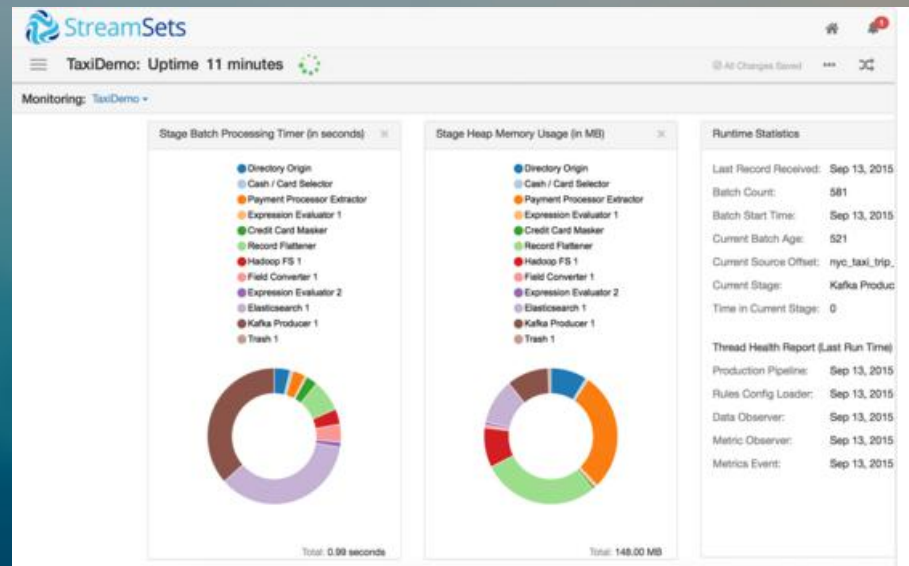 StreamSets
1
TaxiDemo: Uptime 11 minutes
All Changes Saved
Monitoring: TaxiDemo
Stage Batch Processing Timer (in seconds)
Directory Origin
Cash / Card Selector
Payment Processor Extractor
Expression Evaluator 1
Credit Card Masker
Record Flattener
Hadoop FS 1
Field Converter 1
Expression Evaluator 2
Elasticsearch 1
Kafka Producer 1
Trash 1
Total: 0.99 seconds
Stage Heap Memory Usage (in MB)
Directory Origin
Cash / Card Selector
Payment Processor Extractor
Expression Evaluator 1
Credit Card Masker
Record Flattener
Hadoop FS 1
Field Converter 1
Expression Evaluator 2
Elasticsearch 1
Kafka Producer 1
Trash 1
Total: 148.00 MB
Runtime Statistics
Last Record Received: Sep 13, 2015
Batch Count: 581
Batch Start Time: Sep 13, 2015
Current Batch Age: 521
Current Source Offset: nyc_taxi_trip_
Current Stage: Kafka Produc
Time in Current Stage: 0
Thread Health Report (Last Run Time)
Production Pipeline: Sep 13, 2015
Rules Config Loader: Sep 13, 2015
Data Observer: Sep 13, 2015
Metric Observer: Sep 13, 2015
Metrics Event: Sep 13, 2015